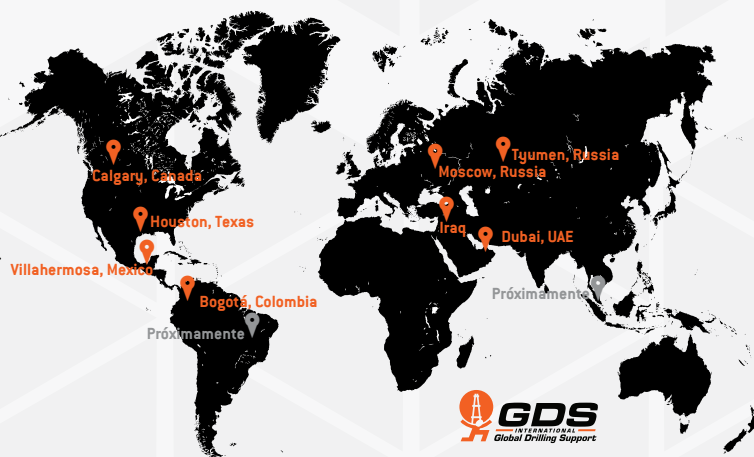 Tyumen, Russia
Moscow, Russia
Calgary, Canada
Houston, Texas
Iraq
Dubai, UAE
Villahermosa, Mexico
Próximamente
Bogotá, Colombia
Próximamente
GDS
INTERNATIONAL
Global Drilling Support